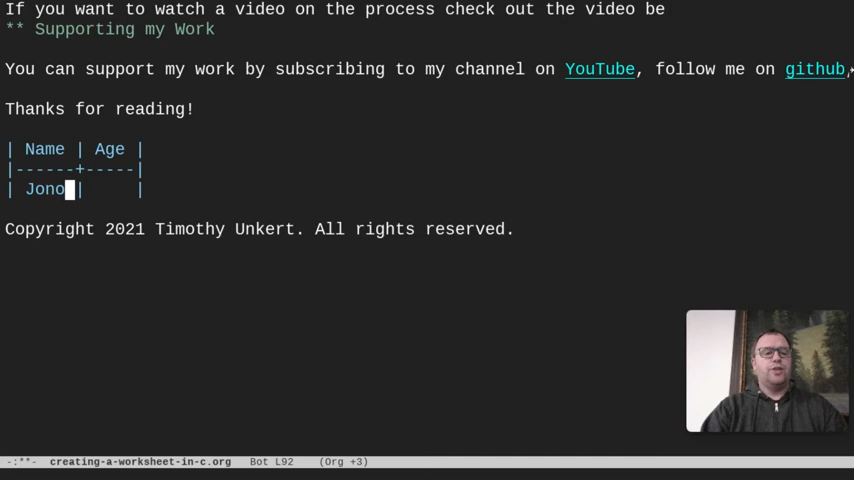 If you want to watch a video on the process check out the video be
** Supporting my Work
You can support my work by subscribing to my channel on YouTube, follow me on github,
Thanks for reading!
| Name | Age |
|------+-----|
| Jono | |
Copyright 2021 Timothy Unkert. All rights reserved.
-:**- creating-a-worksheet-in-c.org Bot L92 (Org +3)